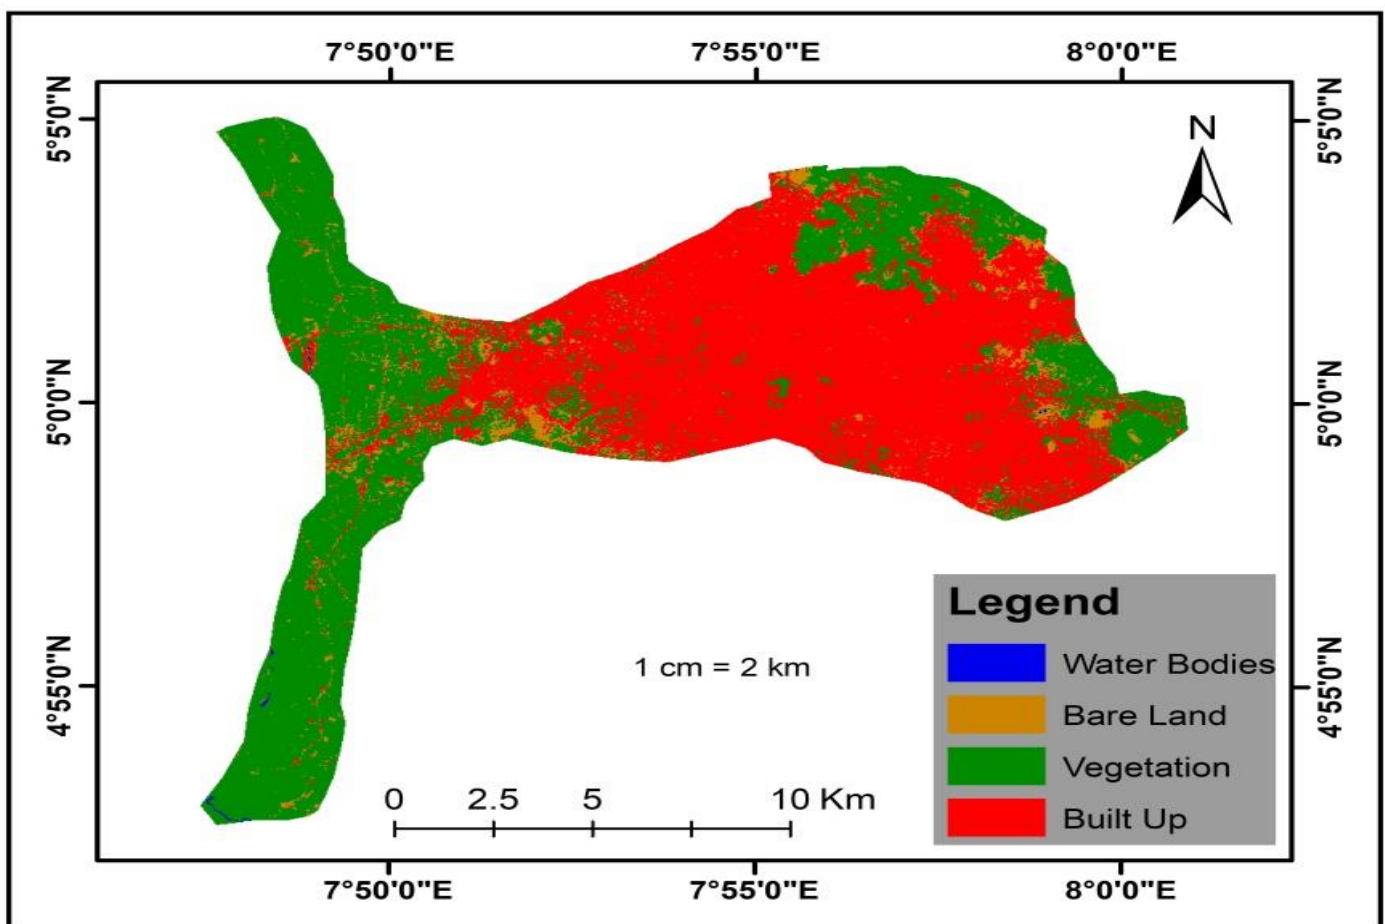 7°50'0"E 7°55'0"E 8°0'0"E
5°5'0"N 5°5'0"N
N
5°0'0"N 5°0'0"N
4°55'0"N 4°55'0"N
Legend
Water Bodies
1 cm = 2 km
Bare Land
Vegetation
0 2.5 5 10 Km
Built Up
7°50'0"E 7°55'0"E 8°0'0"E